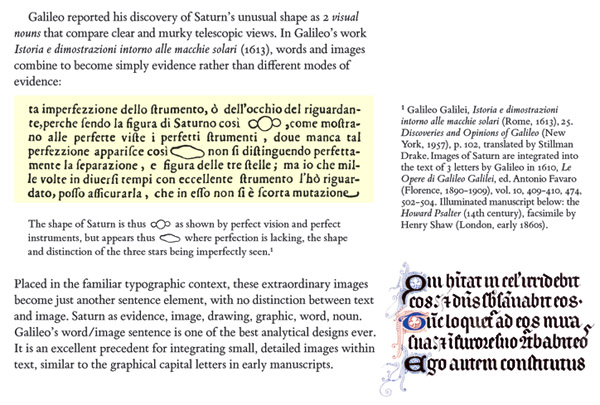 Galileo reported his discovery of Saturn's unusual shape as 2 visual
nouns that compare clear and murky telescopic views. In Galileo's work
Istoria e dimostrazioni intorno alle macchie solari (1613), words and images
combine to become simply evidence rather than different modes of
evidence:
ta imperfezzione dello ſtrumento, ò dell'occhio del riguardan-
te,perche ſendo la figura di Saturno così ,come moſtra-
no alle perfette viſte i perfetti ſtrumenti , doue manca tal
perfezzione appariſce così non ſi diſtinguendo perfetta-
mente la ſeparazione , e figura delle tre ſtelle ; ma io che mil-
le volte in diuerſi tempi con eccellente ſtrumento l'hò riguar-
dato, poſſo aſſicurarla , che in eſſo non ſi è ſcorta mutazione
The shape of Saturn is thus as shown by perfect vision and perfect
instruments, but appears thus where perfection is lacking, the shape
and distinction of the three stars being imperfectly seen.¹
Placed in the familiar typographic context, these extraordinary images
become just another sentence element, with no distinction between text
and image. Saturn as evidence, image, drawing, graphic, word, noun.
Galileo's word/image sentence is one of the best analytical designs ever.
It is an excellent precedent for integrating small, detailed images within
text, similar to the graphical capital letters in early manuscripts.
¹ Galileo Galilei, Istoria e dimostrazioni
intorno alle macchie solari (Rome, 1613), 25.
Discoveries and Opinions of Galileo (New
York, 1957), p. 102, translated by Stillman
Drake. Images of Saturn are integrated into
the text of 3 letters by Galileo in 1610, Le
Opere di Galileo Galilei, ed. Antonio Favaro
(Florence, 1890–1909), vol. 10, 409–410, 474,
502–504. Illuminated manuscript below: the
Howard Psalter (14th century), facsimile by
Henry Shaw (London, early 1860s).
in cel' irridebit
eos: eos.
loquet' ad eos
sua: in furore suo
Ego autem constitutus